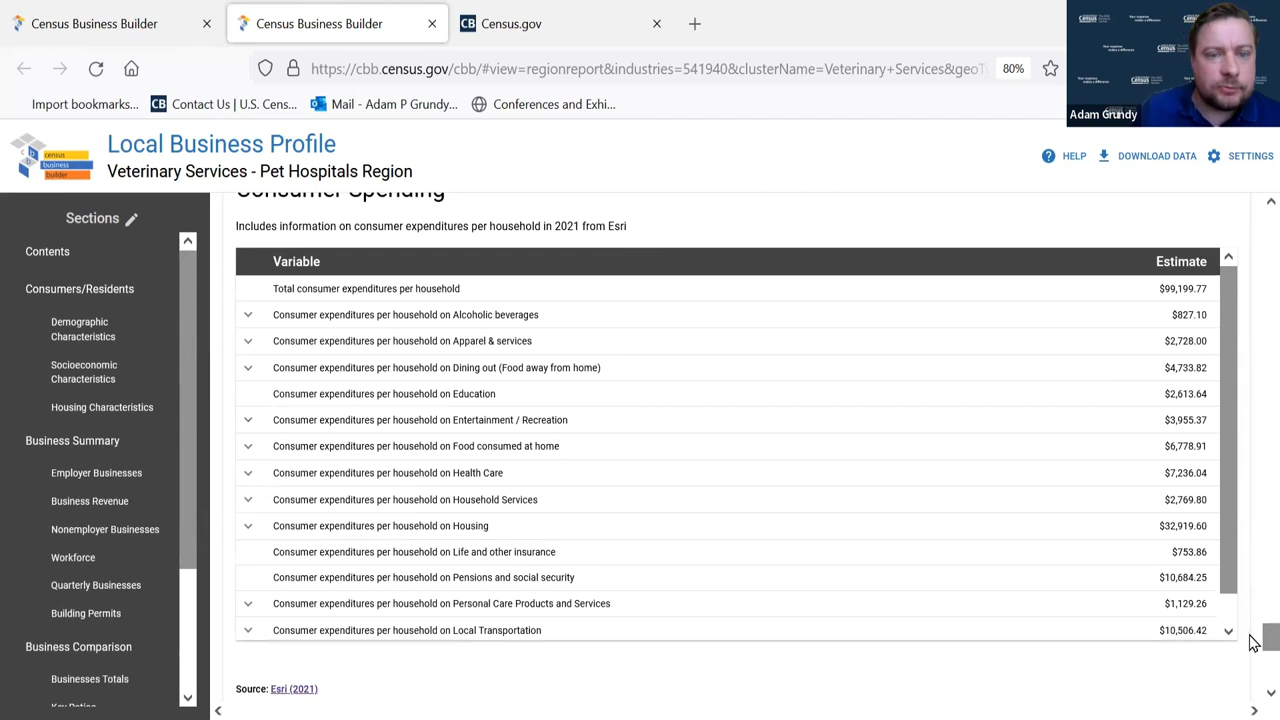 Census Business Builder
Census Business Builder
CB Census.gov
https://cbb.census.gov/cbb/#view=regionreport&industries=541940&clusterName=Veterinary+Services&geoTy
80%
Import bookmarks...
CB Contact Us | U.S. Cens...
Mail - Adam P Grundy...
Conferences and Exhi...
Adam Grundy
census
business
builder
Local Business Profile
Veterinary Services - Pet Hospitals Region
HELP
DOWNLOAD DATA
SETTINGS
Sections
Contents
Consumers/Residents
Demographic
Characteristics
Socioeconomic
Characteristics
Housing Characteristics
Business Summary
Employer Businesses
Business Revenue
Nonemployer Businesses
Workforce
Quarterly Businesses
Building Permits
Business Comparison
Businesses Totals
Key Ratios
Consumer Spending
Includes information on consumer expenditures per household in 2021 from Esri
Variable Estimate
Total consumer expenditures per household $99,199.77
Consumer expenditures per household on Alcoholic beverages $827.10
Consumer expenditures per household on Apparel & services $2,728.00
Consumer expenditures per household on Dining out (Food away from home) $4,733.82
Consumer expenditures per household on Education $2,613.64
Consumer expenditures per household on Entertainment / Recreation $3,955.37
Consumer expenditures per household on Food consumed at home $6,778.91
Consumer expenditures per household on Health Care $7,236.04
Consumer expenditures per household on Household Services $2,769.80
Consumer expenditures per household on Housing $32,919.60
Consumer expenditures per household on Life and other insurance $753.86
Consumer expenditures per household on Pensions and social security $10,684.25
Consumer expenditures per household on Personal Care Products and Services $1,129.26
Consumer expenditures per household on Local Transportation $10,506.42
Source: Esri (2021)